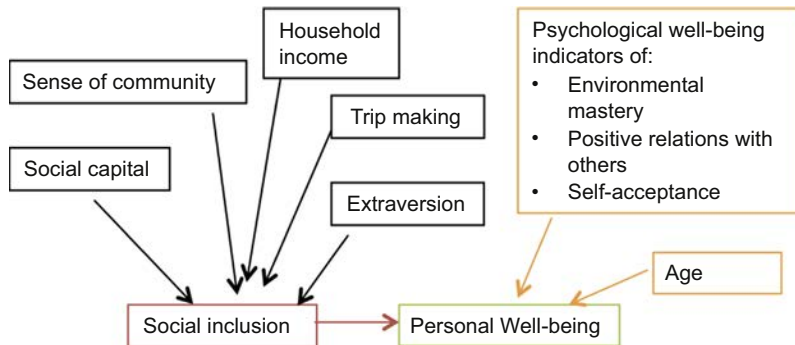 Household
income
Sense of community
Trip making
Social capital
Extraversion
Social inclusion
Personal Well-being
Psychological well-being
indicators of:
• Environmental
mastery
• Positive relations with
others
• Self-acceptance
Age